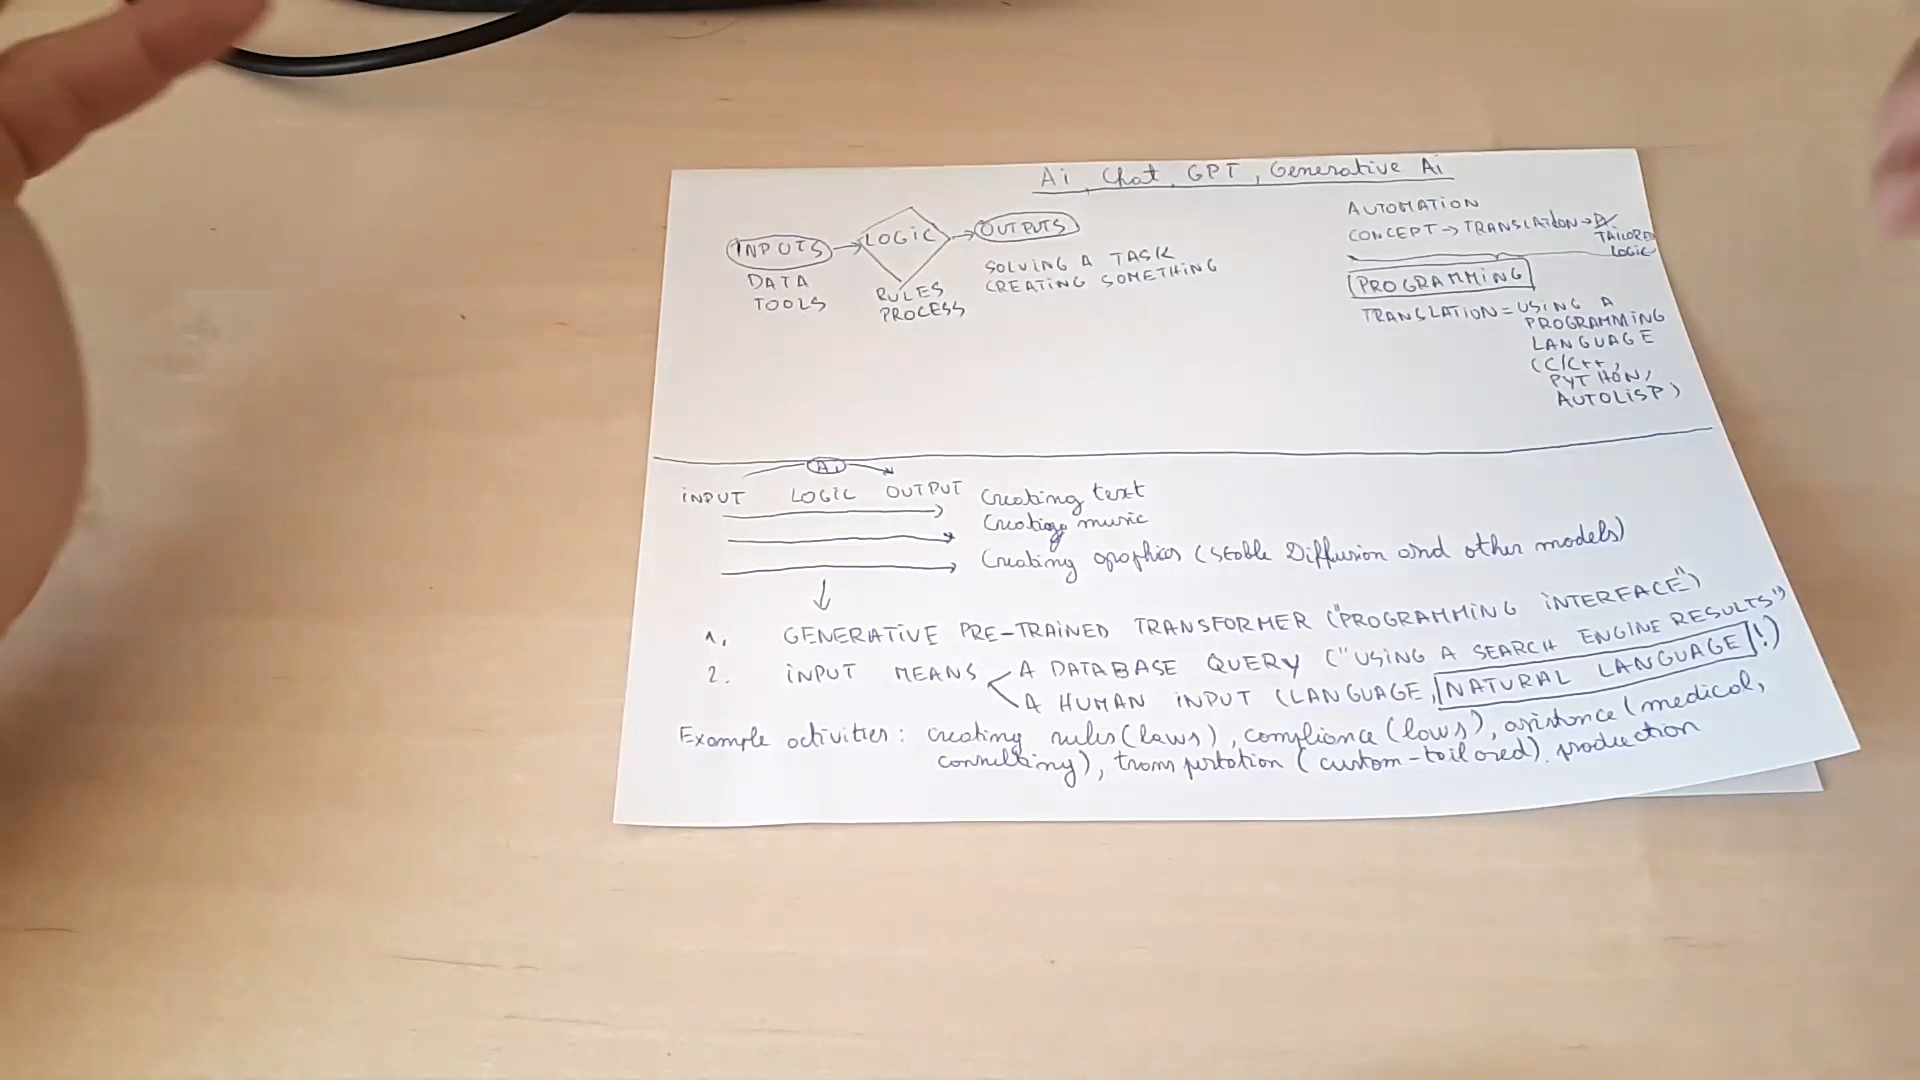 Ai, Chat, GPT, Generative Ai
INPUTS → LOGIC → OUTPUTS
DATA
TOOLS
RULES
PROCESS
SOLVING A TASK
CREATING SOMETHING
AUTOMATION
CONCEPT → TRANSLATION →
TAILORED
LOGIC
PROGRAMMING
TRANSLATION = USING A
PROGRAMMING
LANGUAGE
(C/C++,
PYTHON,
AUTOLISP)
Ai
INPUT LOGIC OUTPUT
Creating text
Creating music
Creating graphics (Stable Diffusion and other models)
1. GENERATIVE PRE-TRAINED TRANSFORMER ("PROGRAMMING INTERFACE")
2. INPUT MEANS A DATABASE QUERY ("USING A SEARCH ENGINE RESULTS")
A HUMAN INPUT (LANGUAGE, NATURAL LANGUAGE!)
Example activities: creating rules (laws), compliance (laws), assistance (medical,
consulting), transportation (custom-tailored), production